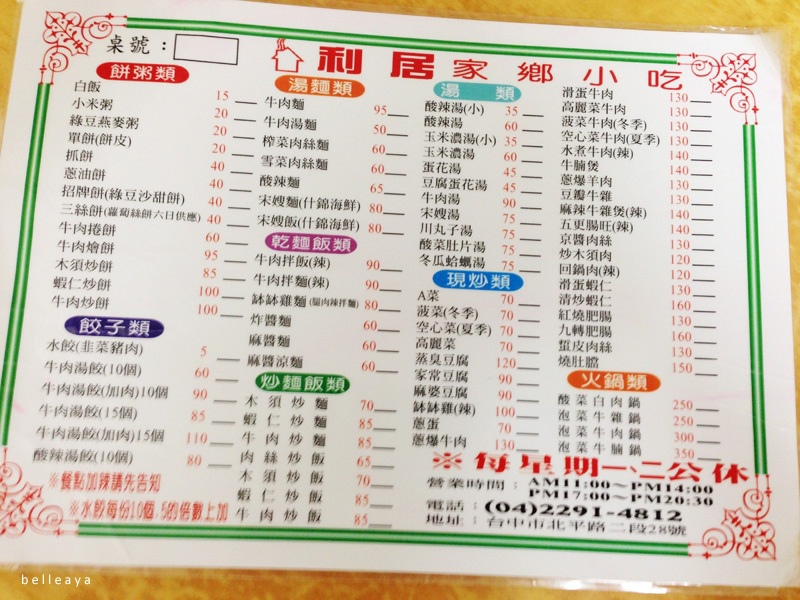 桌號：
利居家鄉小吃
餅粥類
白飯 15
小米粥 20
綠豆燕麥粥 20
單餅(餅皮) 20
抓餅 40
蔥油餅 40
招牌餅(綠豆沙甜餅) 40
三絲餅(蘿蔔絲餅六日供應) 40
牛肉捲餅 60
牛肉燴餅 95
木須炒餅 85
蝦仁炒餅 100
牛肉炒餅 100
餃子類
水餃(韭菜豬肉) 5
牛肉湯餃(10個) 60
牛肉湯餃(加肉)10個 90
牛肉湯餃(15個) 85
牛肉湯餃(加肉)15個 110
酸辣湯餃(10個) 80
※餐點加辣請先告知
※水餃每份10個,5的倍數上加
湯麵類
牛肉麵 95
牛肉湯麵 50
榨菜肉絲麵 60
雪菜肉絲麵 60
酸辣麵 65
宋嫂麵(什錦海鮮) 80
宋嫂飯(什錦海鮮) 80
乾麵飯類
牛肉拌飯(辣) 90
牛肉拌麵(辣) 90
缽缽雞麵(腿肉辣拌麵) 80
炸醬麵 60
麻醬麵 60
麻醬涼麵 60
炒麵飯類
木須炒麵 70
蝦仁炒麵 85
牛肉炒麵 85
肉絲炒飯 65
木須炒飯 70
蝦仁炒飯 85
牛肉炒飯 85
湯類
酸辣湯(小) 35
酸辣湯 60
玉米濃湯(小) 35
玉米濃湯 60
蛋花湯 45
豆腐蛋花湯 45
牛肉湯 90
宋嫂湯 75
川丸子湯 75
酸菜肚片湯 75
冬瓜蛤蠣湯 75
現炒類
A菜 70
菠菜(冬季) 70
空心菜(夏季) 70
高麗菜 70
蒸臭豆腐 120
家常豆腐 90
麻婆豆腐 90
缽缽雞(辣) 100
蔥蛋 70
蔥爆牛肉 130
滑蛋牛肉 130
高麗菜牛肉 130
菠菜牛肉(冬季) 130
空心菜牛肉(夏季) 130
水煮牛肉(辣) 140
牛腩煲 140
蔥爆羊肉 130
豆瓣牛雜 130
麻辣牛雜煲(辣) 140
五更腸旺(辣) 140
京醬肉絲 130
炒木須肉 120
回鍋肉(辣) 120
滑蛋蝦仁 130
清炒蝦仁 160
紅燒肥腸 130
九轉肥腸 160
蜇皮肉絲 130
燒肚膛 150
火鍋類
酸菜白肉鍋 250
泡菜牛雜鍋 250
泡菜牛肉鍋 300
泡菜牛腩鍋 350
※每星期一、二公休
營業時間：AM11:00～PM14:00
PM17:00～PM20:30
電話：(04)2291-4812
地址：台中市北平路二段28號
belleaya